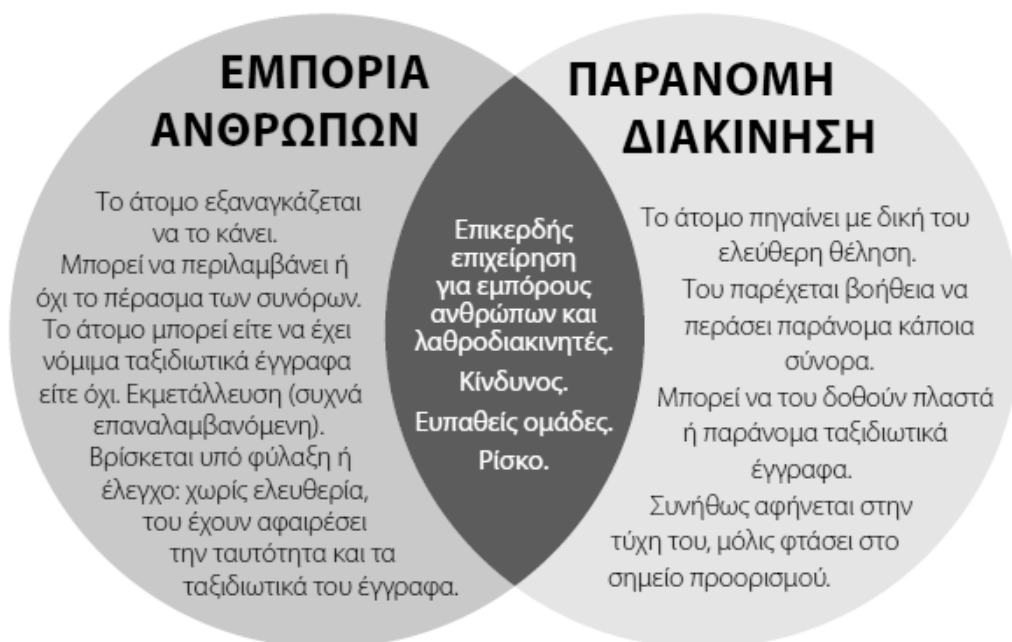 ΕΜΠΟΡΙΑ
ΑΝΘΡΩΠΩΝ
Το άτομο εξαναγκάζεται
να το κάνει.
Μπορεί να περιλαμβάνει ή
όχι το πέρασμα των συνόρων.
Το άτομο μπορεί είτε να έχει
νόμιμα ταξιδιωτικά έγγραφα
είτε όχι. Εκμετάλλευση (συχνά
επαναλαμβανόμενη).
Βρίσκεται υπό φύλαξη ή
έλεγχο: χωρίς ελευθερία,
του έχουν αφαιρέσει
την ταυτότητα και τα
ταξιδιωτικά του έγγραφα.
Επικερδής
επιχείρηση
για εμπόρους
ανθρώπων και
λαθροδιακινητές.
Κίνδυνος.
Ευπαθείς ομάδες.
Ρίσκο.
ΠΑΡΑΝΟΜΗ
ΔΙΑΚΙΝΗΣΗ
Το άτομο πηγαίνει με δική του
ελεύθερη θέληση.
Του παρέχεται βοήθεια να
περάσει παράνομα κάποια
σύνορα.
Μπορεί να του δοθούν πλαστά
ή παράνομα ταξιδιωτικά
έγγραφα.
Συνήθως αφήνεται στην
τύχη του, μόλις φτάσει στο
σημείο προορισμού.